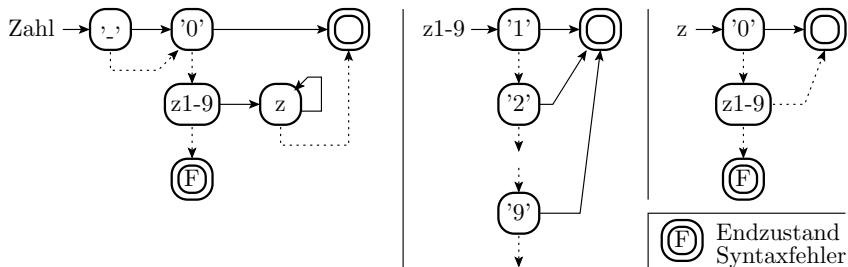 Zahl ’-’ ’0’
z1-9 z
F
z1-9 ’1’
’2’
’9’
z ’0’
z1-9
F
F Endzustand
Syntaxfehler